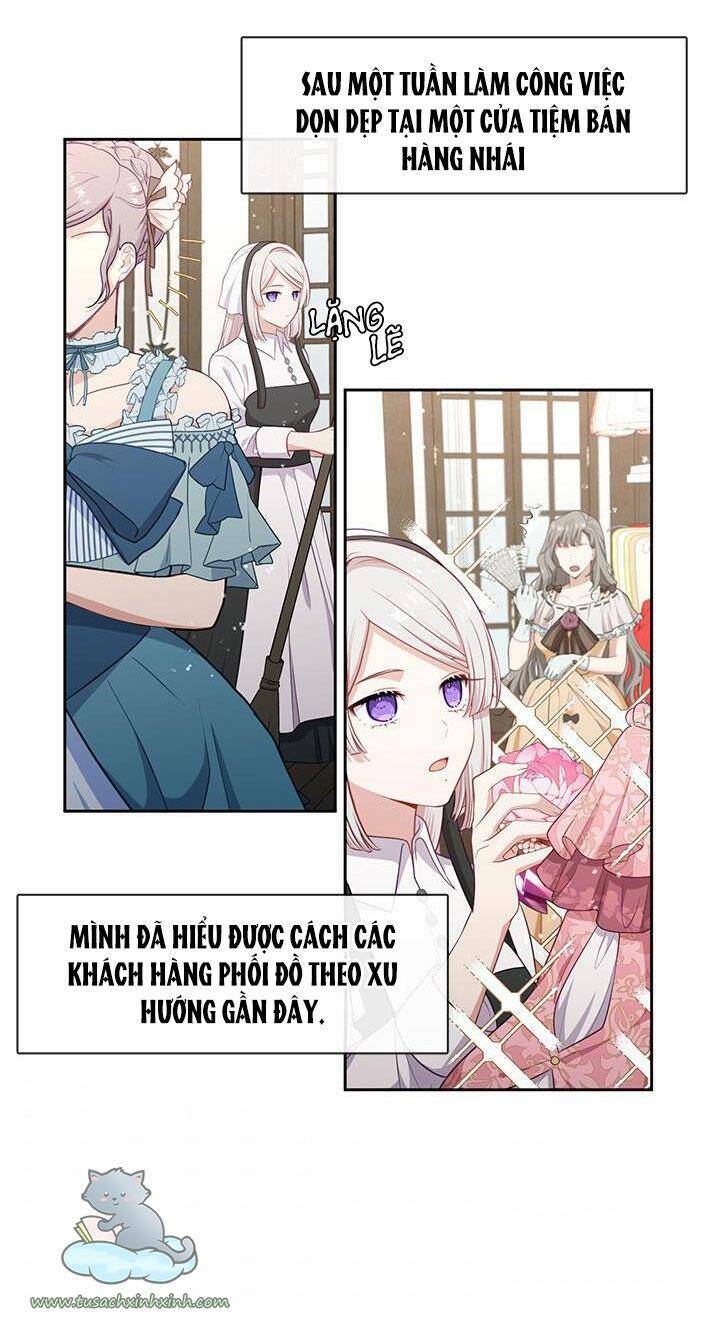 SAU MỘT TUẦN LÀM CÔNG VIỆC
DỌN DẸP TẠI MỘT CỬA TIỆM BÁN
HÀNG NHÁI
LẶNG
LẼ
MÌNH ĐÃ HIỂU ĐƯỢC CÁCH CÁC
KHÁCH HÀNG PHỐI ĐỒ THEO XU
HƯỚNG GẦN ĐÂY.
www.tusachxinhxinh.com